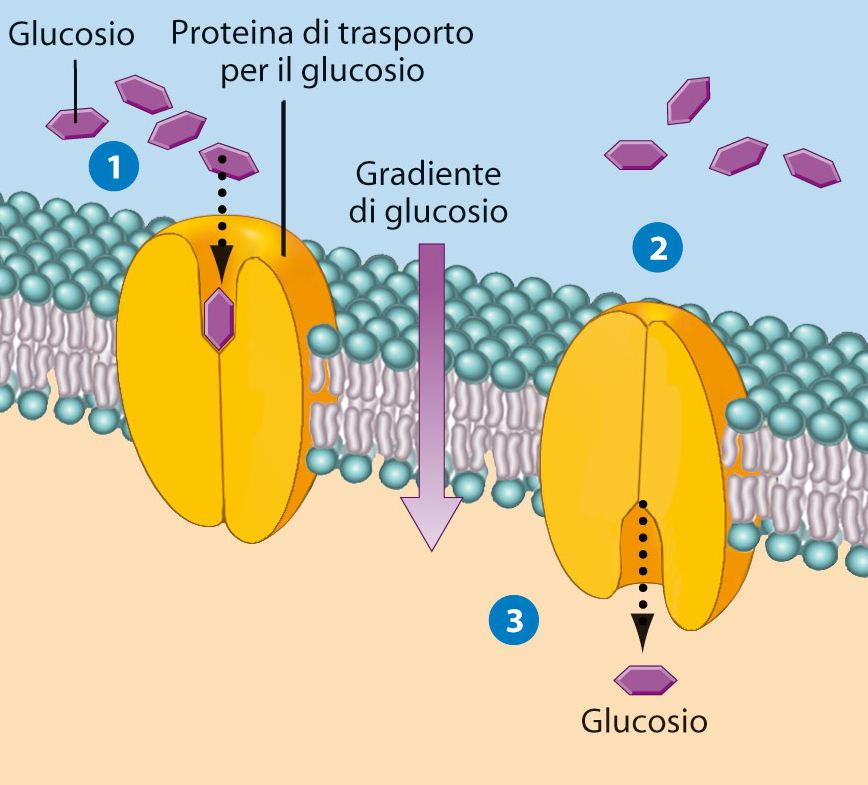 Glucosio
Proteina di trasporto
per il glucosio
1
Gradiente
di glucosio
2
3
Glucosio